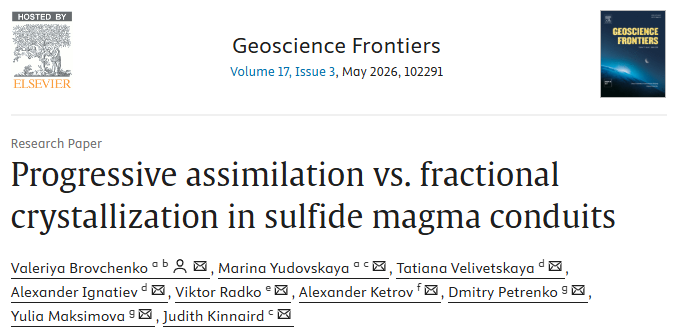 HOSTED BY
ELSEVIER
Geoscience Frontiers
Volume 17, Issue 3, May 2026, 102291
GEOSCIENCE
FRONTIERS
Research Paper
Progressive assimilation vs. fractional
crystallization in sulfide magma conduits
Valeriya Brovchenko a b, Marina Yudovskaya a c, Tatiana Velivetskaya d,
Alexander Ignatiev d, Viktor Radko e, Alexander Ketrov f, Dmitry Petrenko g,
Yulia Maksimova g, Judith Kinnaird c